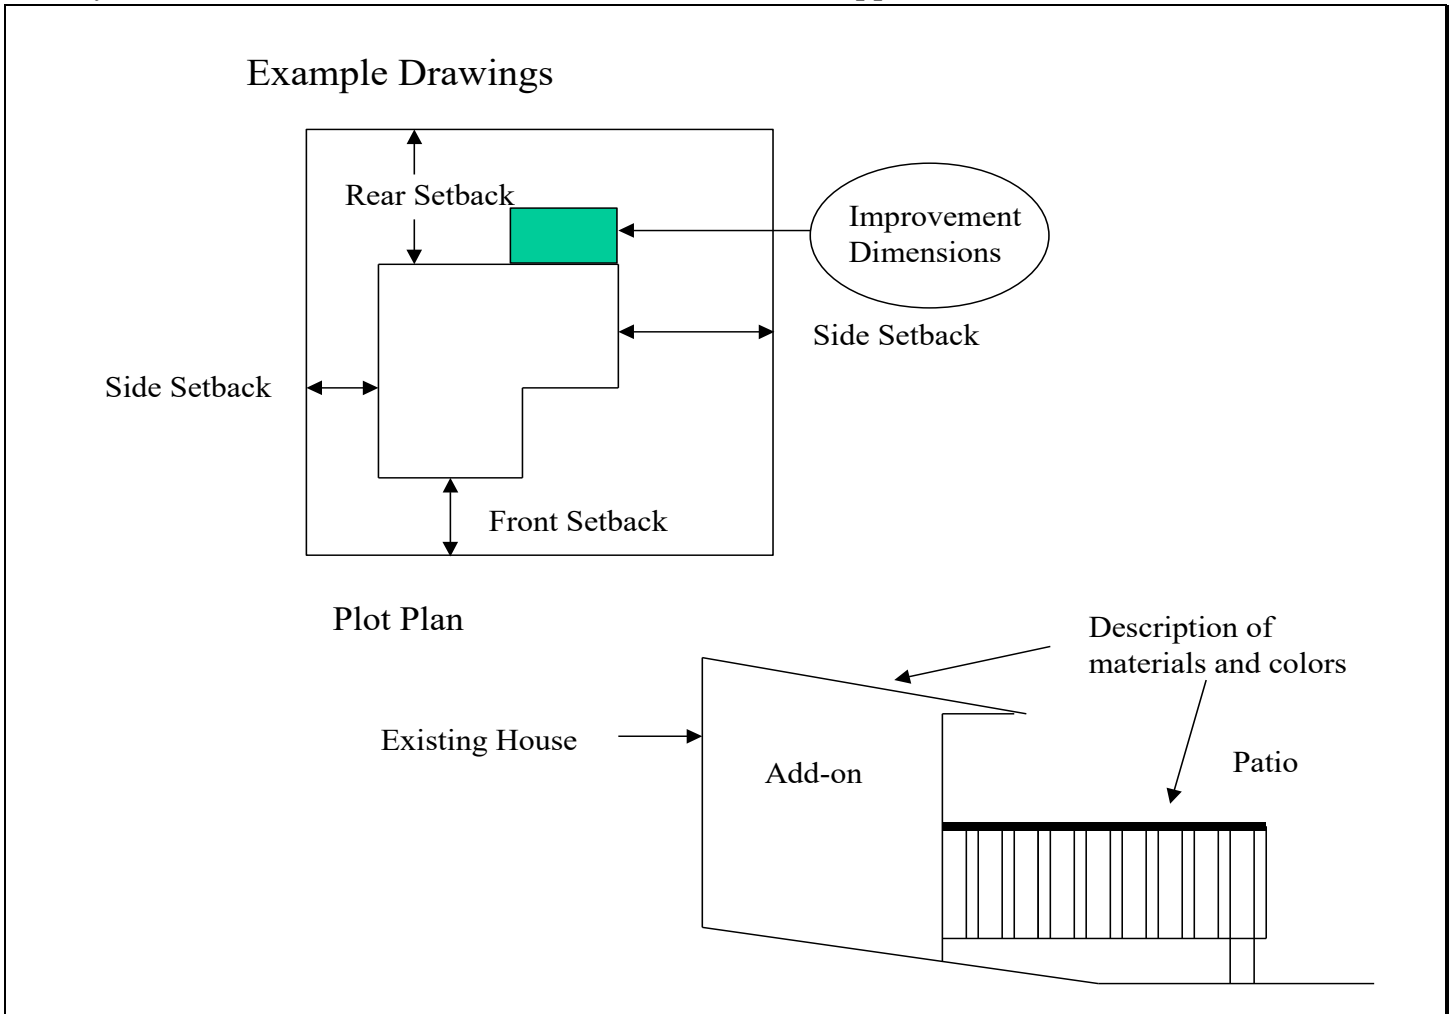 Example Drawings
Rear Setback
Improvement
Dimensions
Side Setback
Side Setback
Front Setback
Plot Plan
Description of
materials and colors
Existing House
Patio
Add-on